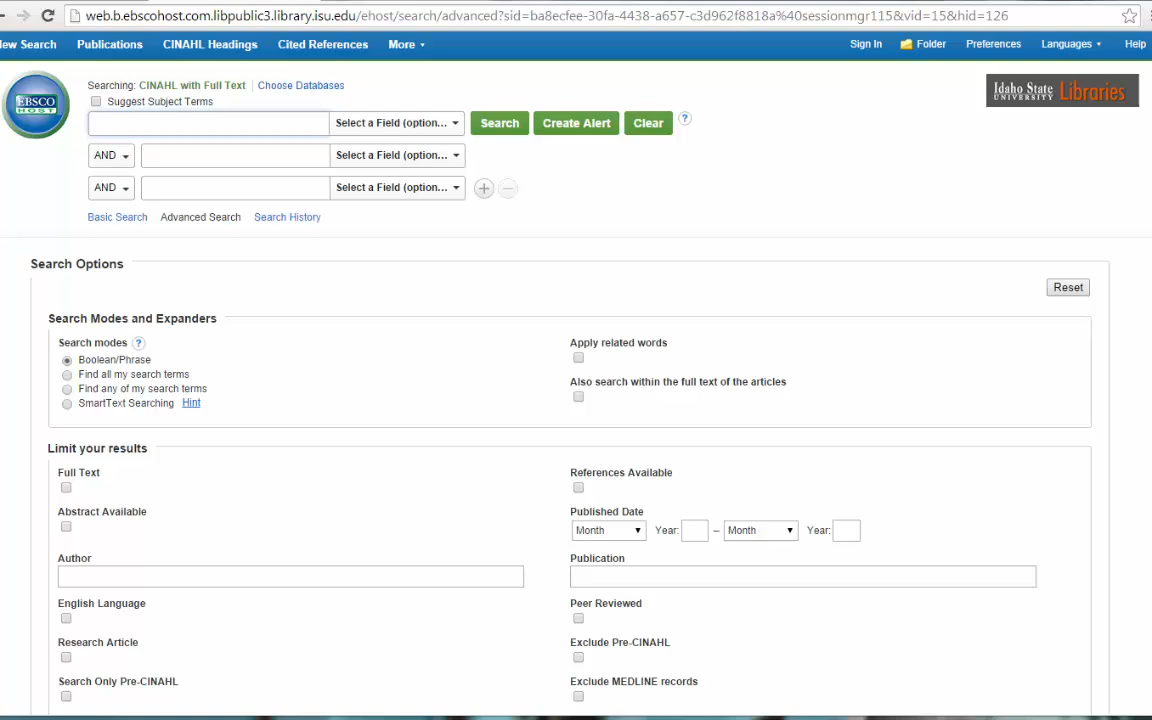 web.b.ebscohost.com.libpublic3.library.isu.edu/ehost/search/advanced?sid=ba8ecfee-30fa-4438-a657-c3d962f8818a%40sessionmgr115&vid=15&hid=126
ew Search Publications CINAHL Headings Cited References More Sign In Folder Preferences Languages Help
Searching: CINAHL with Full Text Choose Databases
Suggest Subject Terms
EBSCO
HOST
Idaho State
UNIVERSITY
Libraries
Select a Field (option... Search Create Alert Clear ?
AND Select a Field (option...
AND Select a Field (option... + −
Basic Search Advanced Search Search History
Search Options
Reset
Search Modes and Expanders
Search modes ? Apply related words
Boolean/Phrase
Find all my search terms
Also search within the full text of the articles
Find any of my search terms
SmartText Searching Hint
Limit your results
Full Text References Available
Abstract Available Published Date
Month Year: – Month Year:
Author Publication
English Language Peer Reviewed
Research Article Exclude Pre-CINAHL
Search Only Pre-CINAHL Exclude MEDLINE records